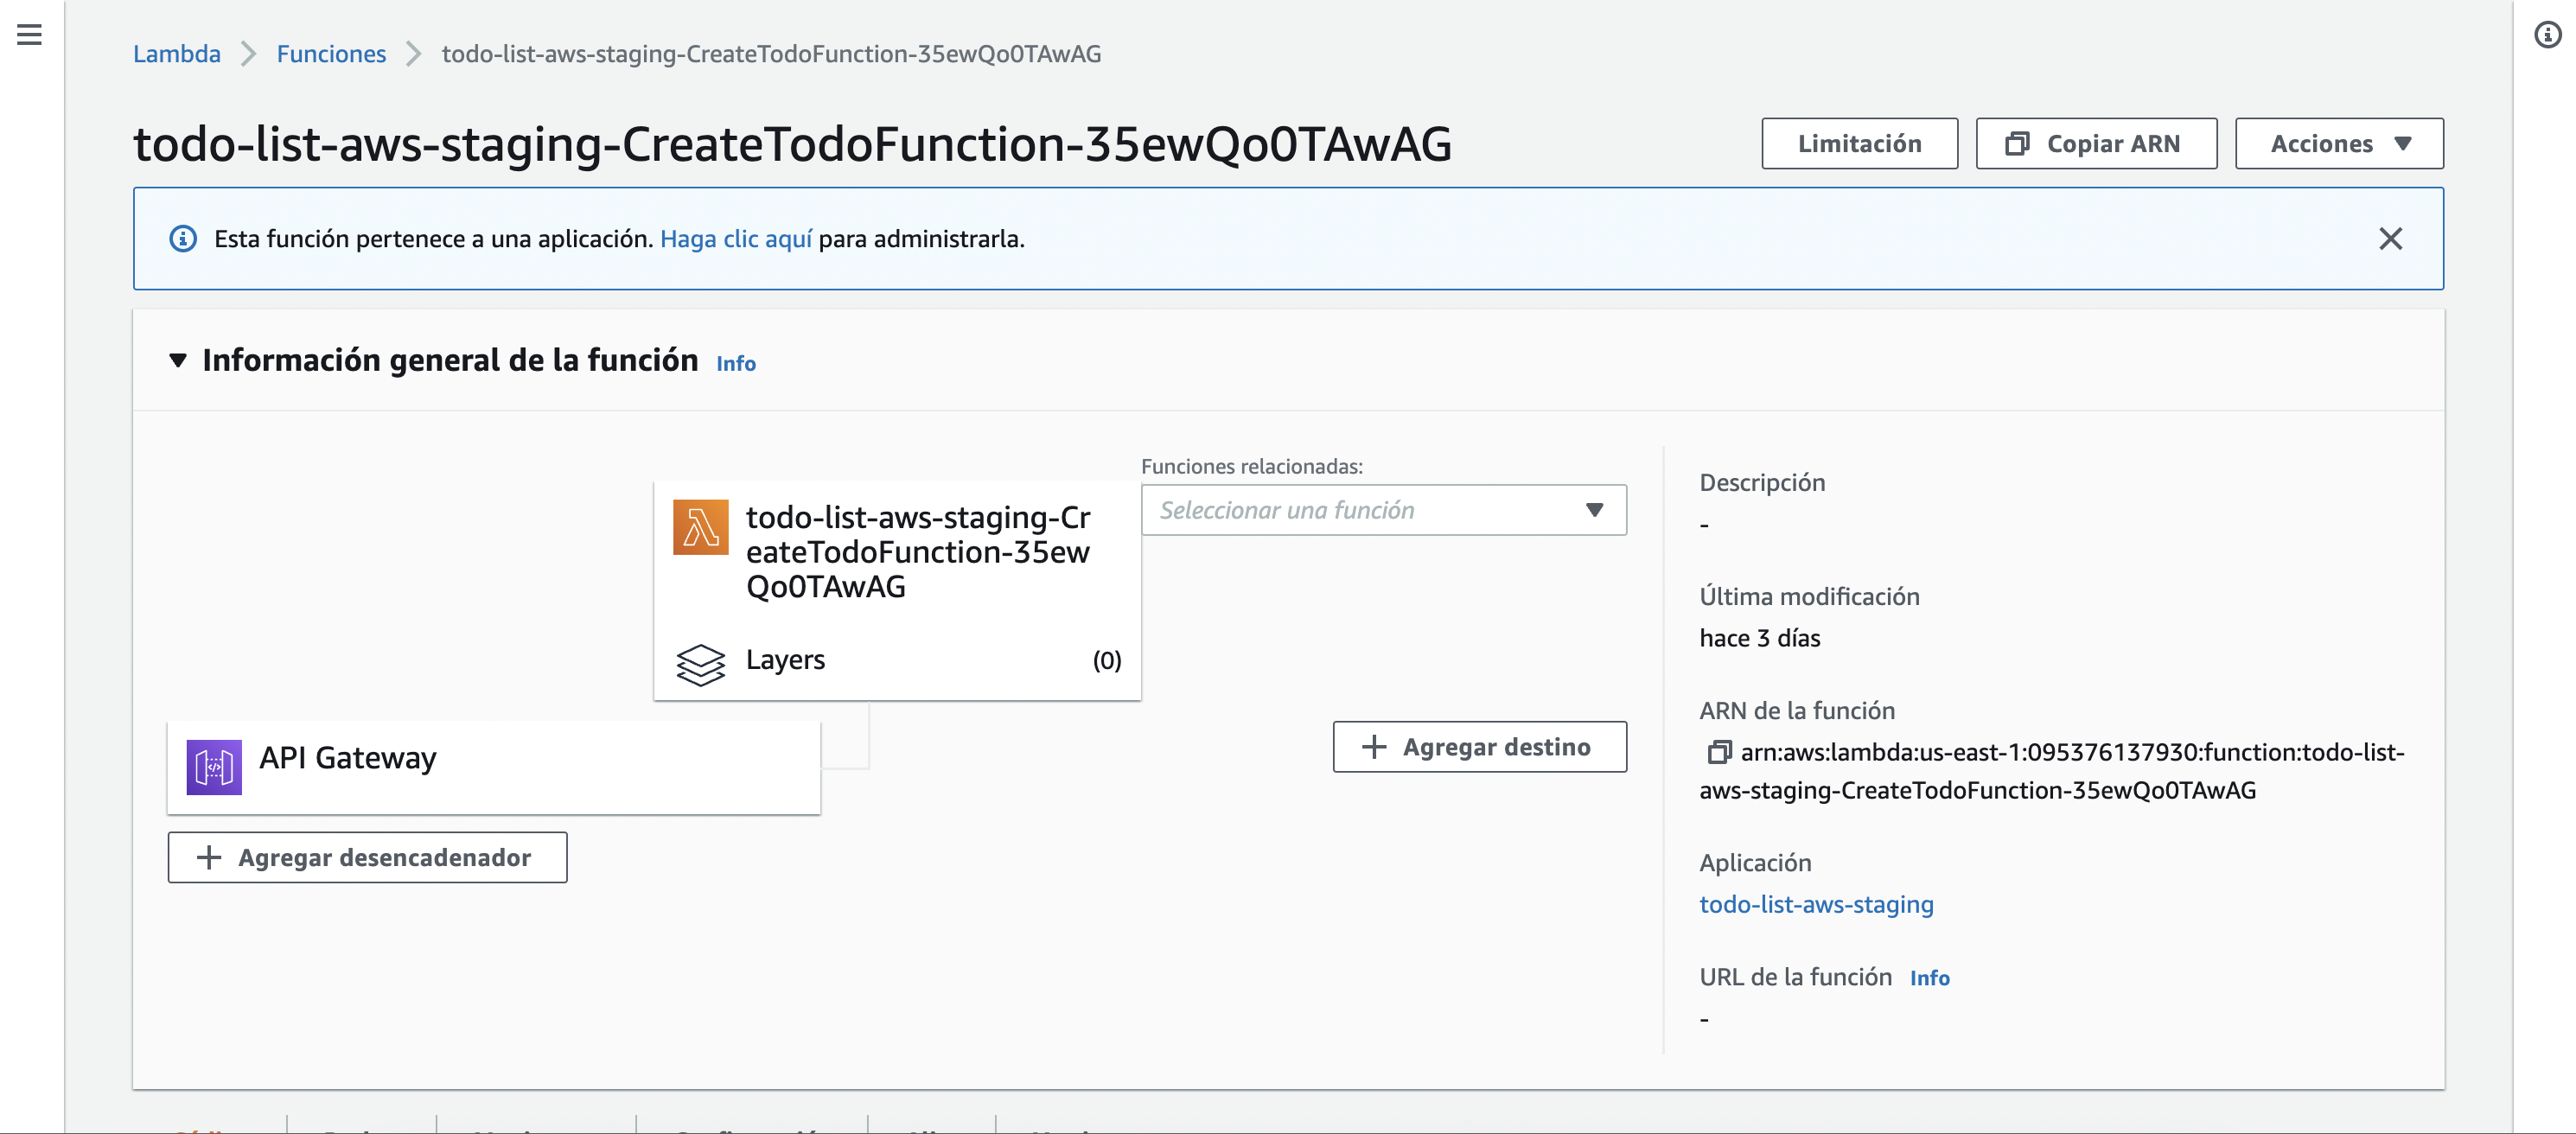 Lambda > Funciones > todo-list-aws-staging-CreateTodoFunction-35ewQo0TAwAG
todo-list-aws-staging-CreateTodoFunction-35ewQo0TAwAG
Limitación
Copiar ARN
Acciones
Esta función pertenece a una aplicación. Haga clic aquí para administrarla.
Información general de la función Info
Funciones relacionadas:
Seleccionar una función
todo-list-aws-staging-Cr
eateTodoFunction-35ew
Qo0TAwAG
Layers (0)
API Gateway
+ Agregar desencadenador
+ Agregar destino
Descripción
-
Última modificación
hace 3 días
ARN de la función
arn:aws:lambda:us-east-1:095376137930:function:todo-list-
aws-staging-CreateTodoFunction-35ewQo0TAwAG
Aplicación
todo-list-aws-staging
URL de la función Info
-